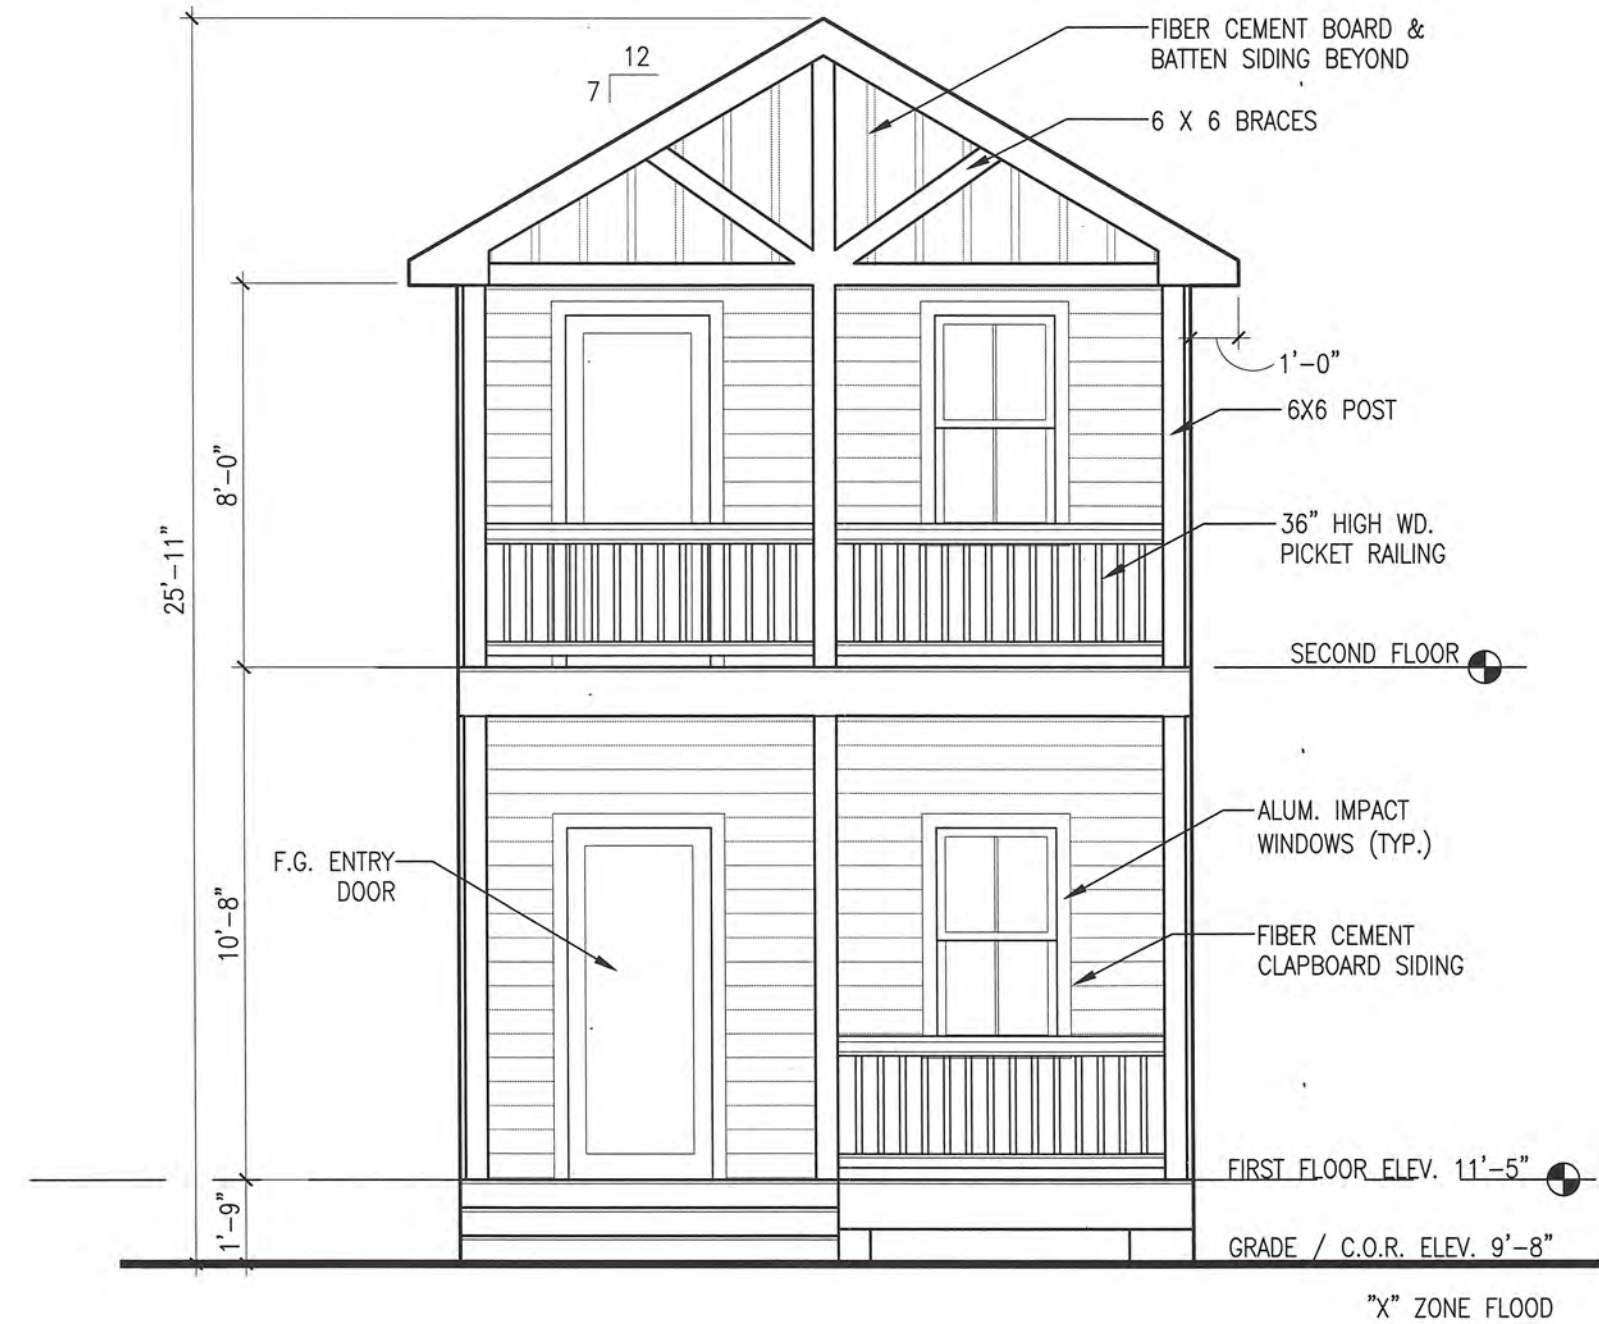 FIBER CEMENT BOARD &
BATTEN SIDING BEYOND
12
7
6 X 6 BRACES
1'-0"
6X6 POST
8'-0"
36" HIGH WD.
PICKET RAILING
25'-11"
SECOND FLOOR
ALUM. IMPACT
WINDOWS (TYP.)
F.G. ENTRY
DOOR
10'-8"
FIBER CEMENT
CLAPBOARD SIDING
FIRST FLOOR ELEV. 11'-5"
1'-9"
GRADE / C.O.R. ELEV. 9'-8"
"X" ZONE FLOOD